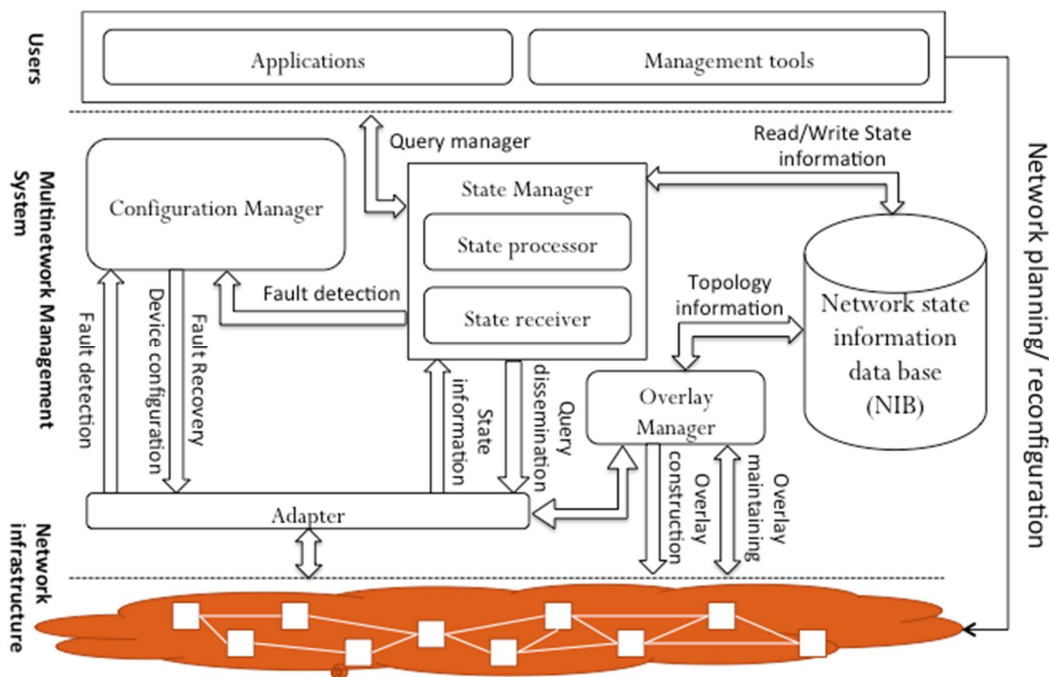 Users
Applications
Management tools
Query manager
Read/Write State
information
Multinetwork Management
System
Configuration Manager
State Manager
State processor
State receiver
Fault detection
Topology
information
Network state
information
data base
(NIB)
Overlay
Manager
Fault detection
Device configuration
Fault Recovery
State
information
Query
dissemination
Overlay
construction
Overlay
maintaining
Adapter
Network
infrastructure
Network planning/ reconfiguration